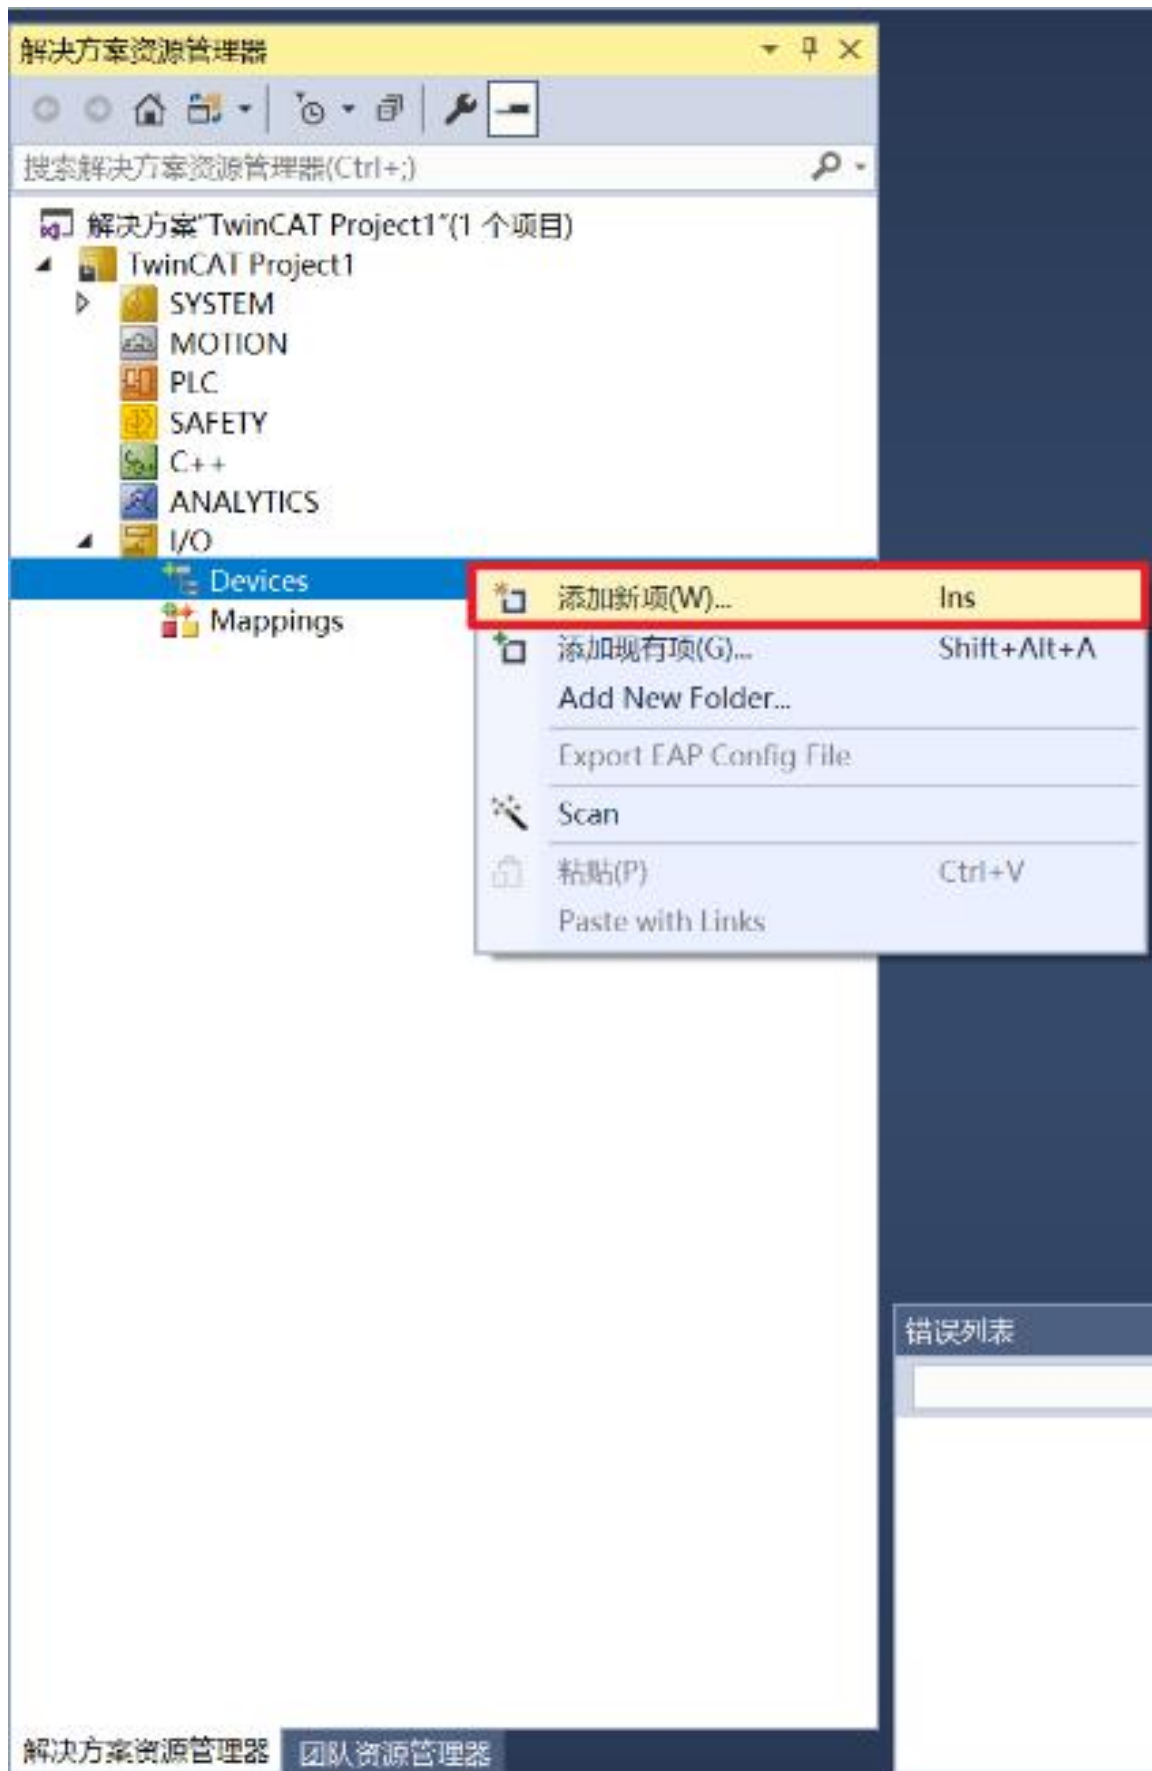 解决方案资源管理器
搜索解决方案资源管理器(Ctrl+;)
解决方案"TwinCAT Project1"(1 个项目)
TwinCAT Project1
SYSTEM
MOTION
PLC
SAFETY
C++
ANALYTICS
I/O
Devices
Mappings
添加新项(W)... Ins
添加现有项(G)... Shift+Alt+A
Add New Folder...
Export EAP Config File
Scan
粘贴(P) Ctrl+V
Paste with Links
错误列表
解决方案资源管理器 团队资源管理器